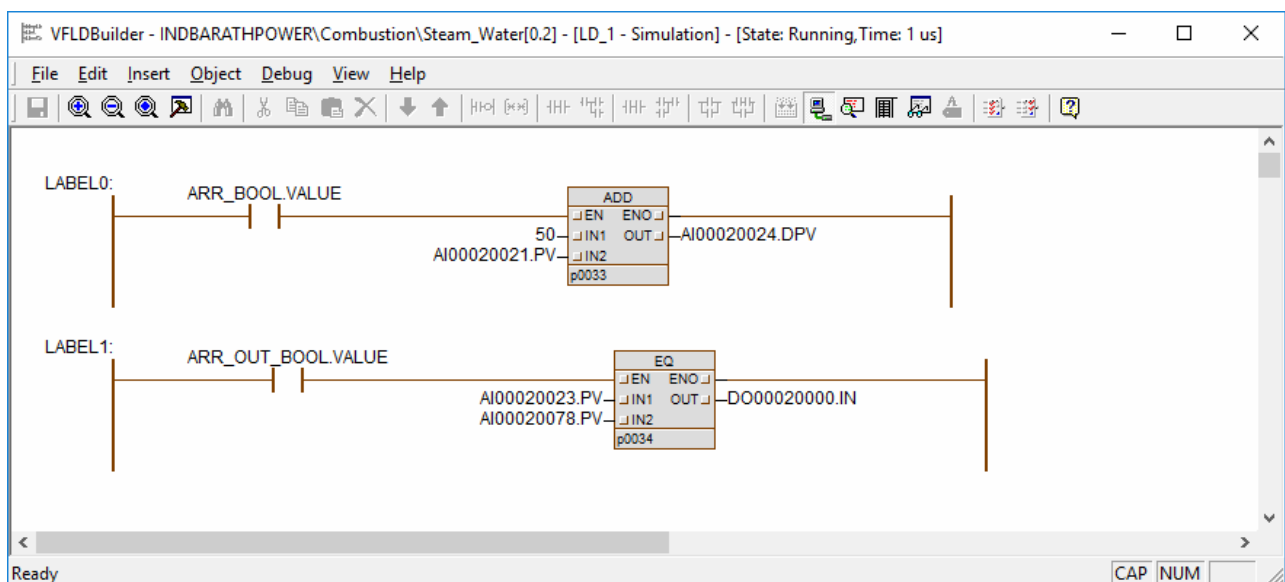 VFLDBuilder - INDBARATHPOWER\Combustion\Steam_Water[0.2] - [LD_1 - Simulation] - [State: Running,Time: 1 us]
File Edit Insert Object Debug View Help
LABEL0:
ARR_BOOL.VALUE
ADD
EN ENO
50 IN1 OUT AI00020024.DPV
AI00020021.PV IN2
p0033
LABEL1:
ARR_OUT_BOOL.VALUE
EQ
EN ENO
AI00020023.PV IN1 OUT DO00020000.IN
AI00020078.PV IN2
p0034
Ready CAP NUM